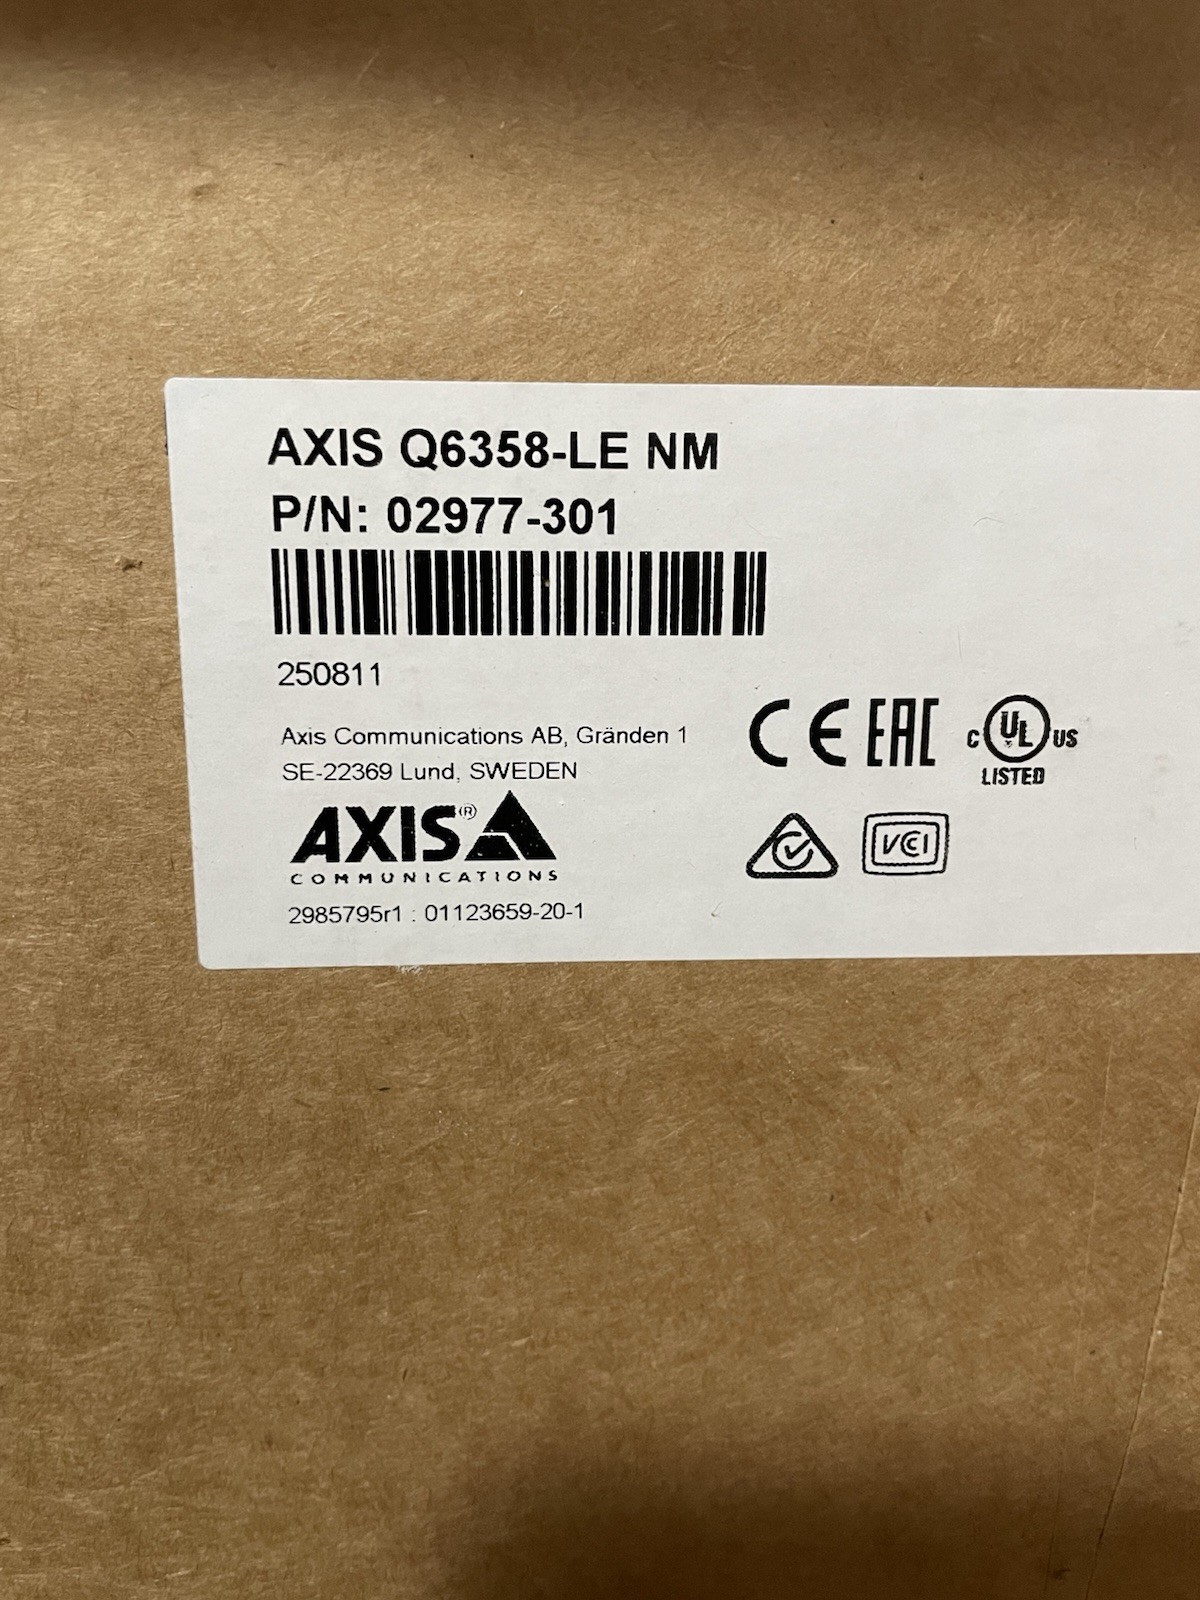 AXIS Q6358-LE NM
P/N: 02977-301
250811
Axis Communications AB, Gränden 1
SE-22369 Lund, SWEDEN
CE EAC C UL US
LISTED
AXIS®
COMMUNICATIONS
VCCI
2985795r1 : 01123659-20-1